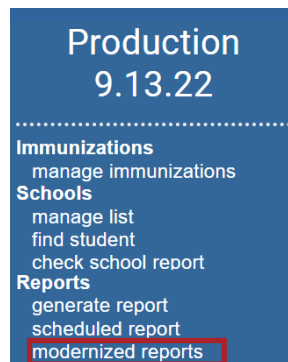 Production
9.13.22
Immunizations
manage immunizations
Schools
manage list
find student
check school report
Reports
generate report
scheduled report
modernized reports